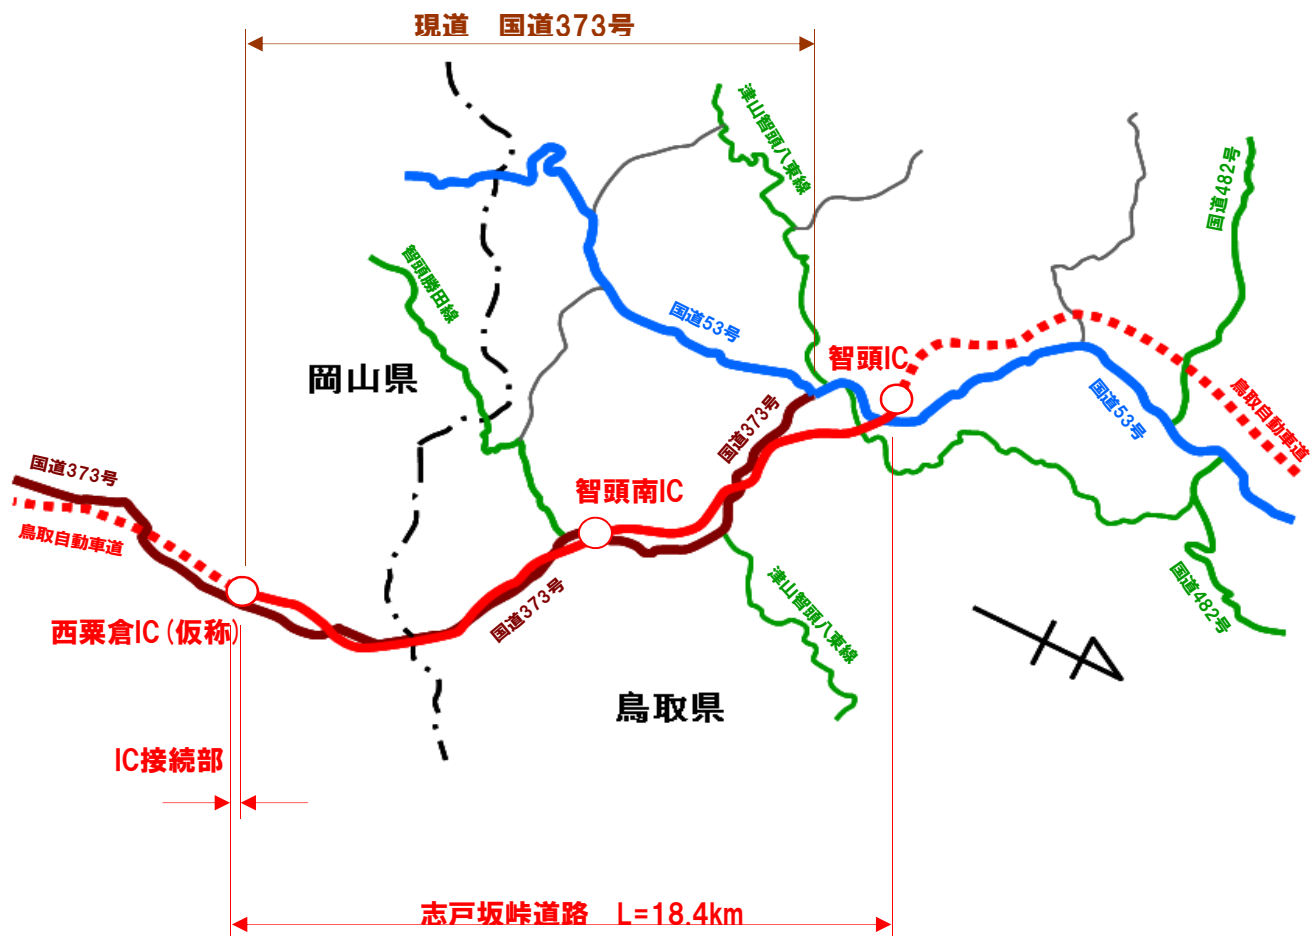 現道　国道373号
津山智頭八東線
国道482号
智頭勝田線
国道53号
智頭IC
岡山県
国道373号
国道53号
鳥取自動車道
国道373号
智頭南IC
鳥取自動車道
国道373号
津山智頭八東線
国道482号
西粟倉IC（仮称）
鳥取県
IC接続部
志戸坂峠道路　L=18.4km